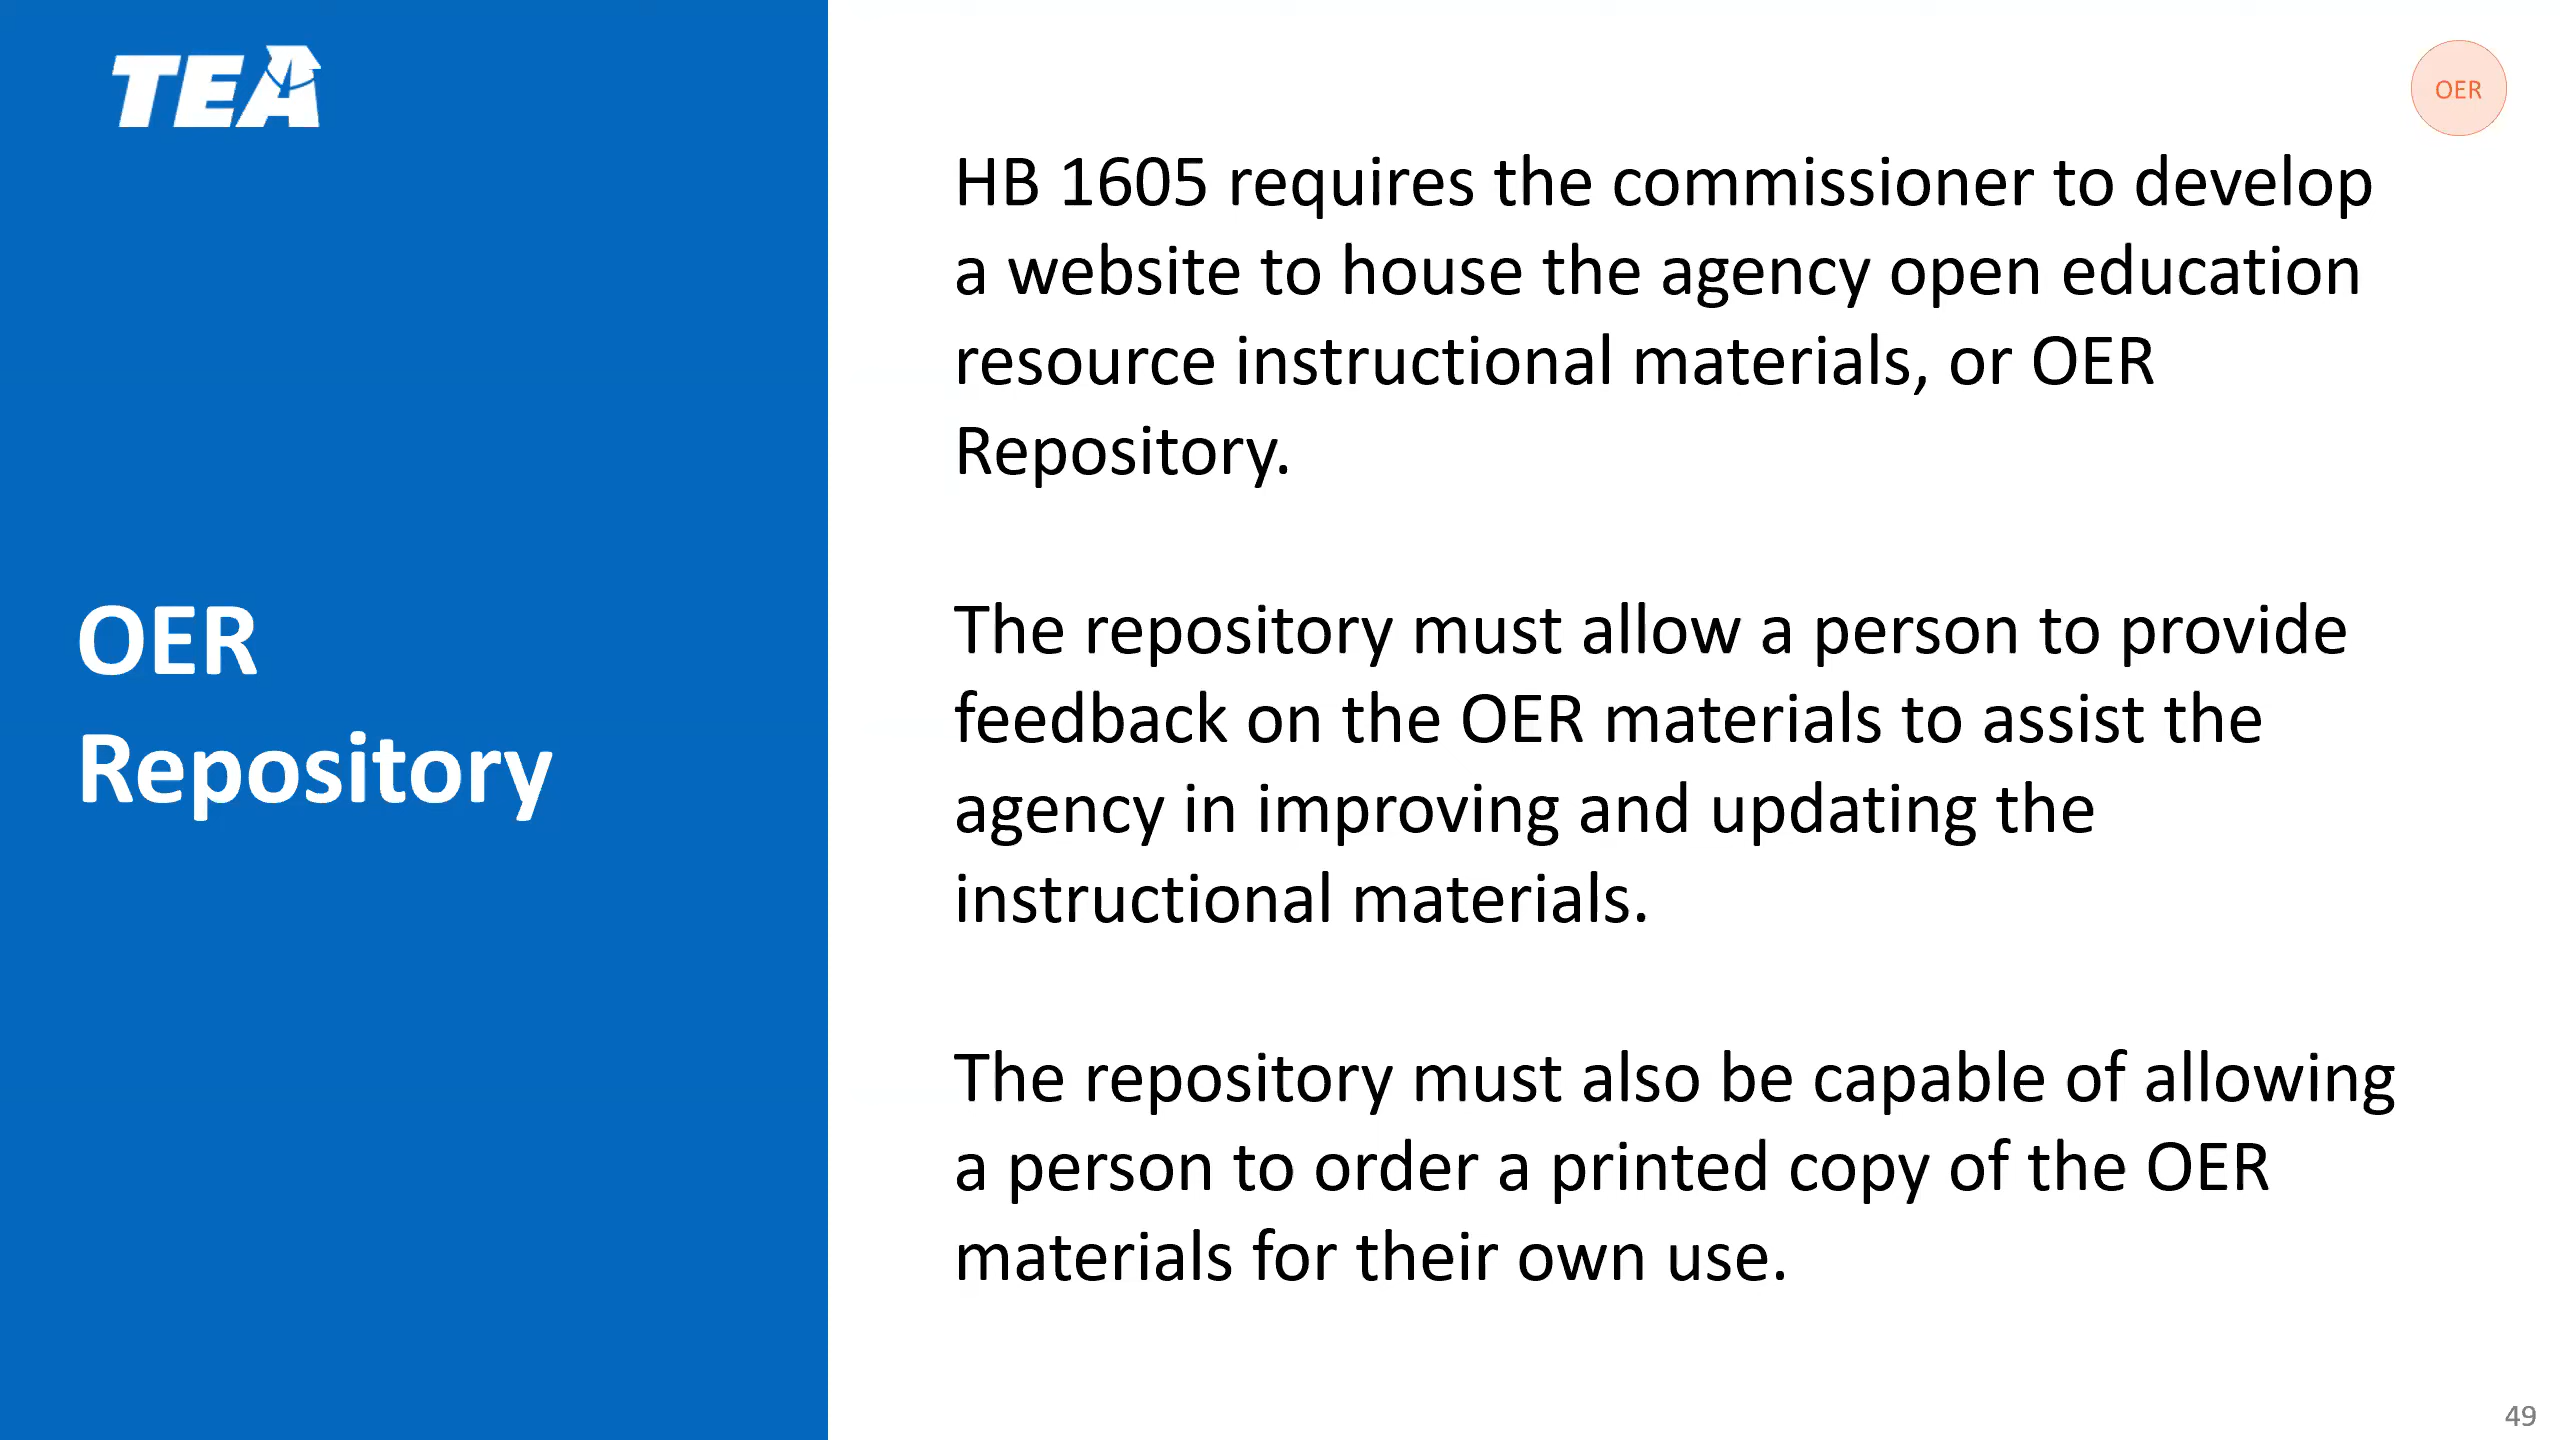 TEA
OER
OER
Repository
HB 1605 requires the commissioner to develop
a website to house the agency open education
resource instructional materials, or OER
Repository.
The repository must allow a person to provide
feedback on the OER materials to assist the
agency in improving and updating the
instructional materials.
The repository must also be capable of allowing
a person to order a printed copy of the OER
materials for their own use.
49